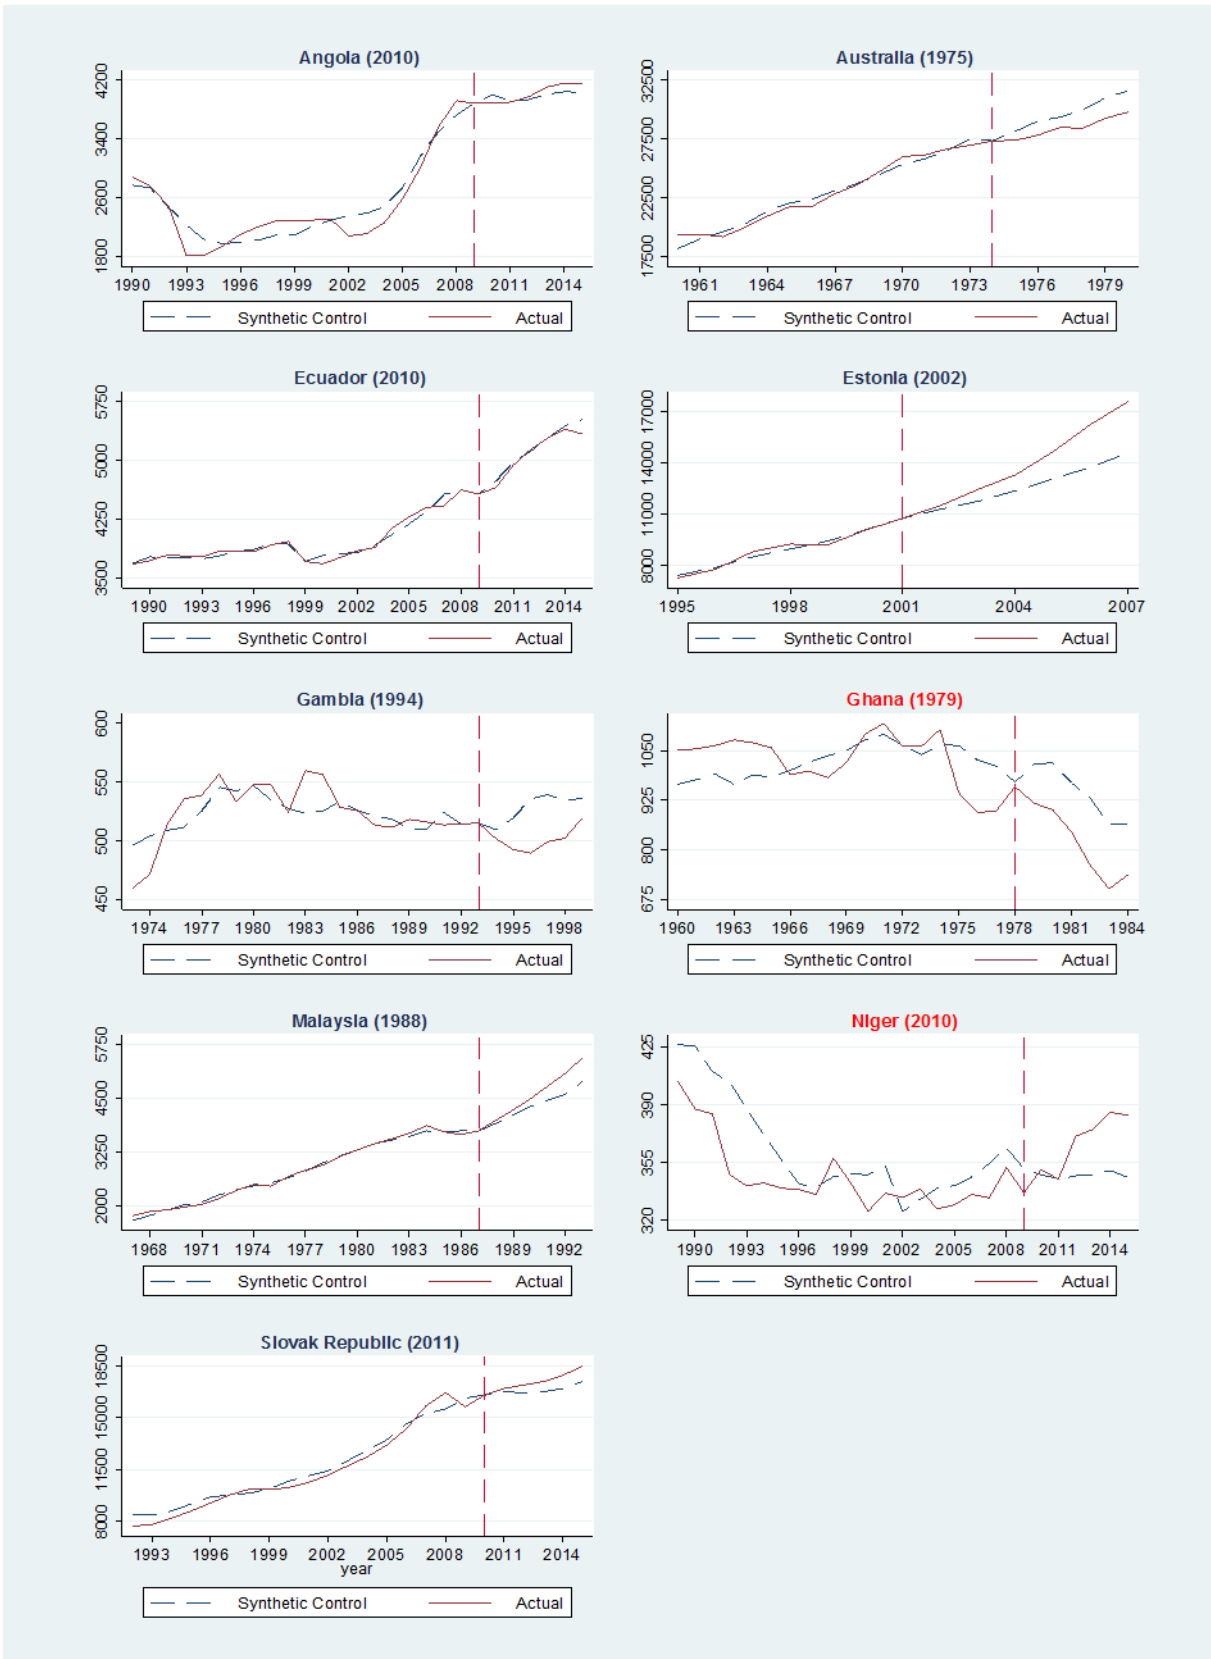 Angola (2010)
4200
3400
2600
1800
1990 1993 1996 1999 2002 2005 2008 2011 2014
Synthetic Control Actual
Australia (1975)
32500
27500
22500
17500
1961 1964 1967 1970 1973 1976 1979
Synthetic Control Actual
Ecuador (2010)
5750
5000
4250
3500
1990 1993 1996 1999 2002 2005 2008 2011 2014
Synthetic Control Actual
Estonia (2002)
17000
14000
11000
8000
1995 1998 2001 2004 2007
Synthetic Control Actual
Gambia (1994)
600
550
500
450
1974 1977 1980 1983 1986 1989 1992 1995 1998
Synthetic Control Actual
Ghana (1979)
1050
925
800
675
1960 1963 1966 1969 1972 1975 1978 1981 1984
Synthetic Control Actual
Malaysia (1988)
5750
4500
3250
2000
1968 1971 1974 1977 1980 1983 1986 1989 1992
Synthetic Control Actual
Niger (2010)
425
390
355
320
1990 1993 1996 1999 2002 2005 2008 2011 2014
Synthetic Control Actual
Slovak Republic (2011)
18500
15000
11500
8000
1993 1996 1999 2002 2005 2008 2011 2014
year
Synthetic Control Actual